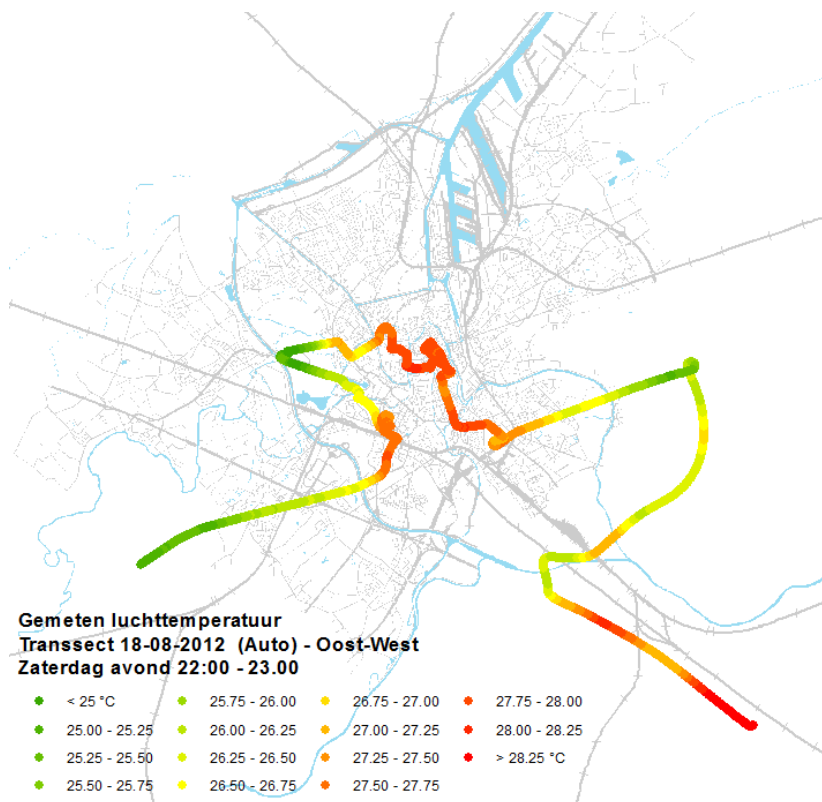 Gemeten luchttemperatuur
Transsect 18-08-2012 (Auto) - Oost-West
Zaterdag avond 22:00 - 23.00
< 25 °C
25.00 - 25.25
25.25 - 25.50
25.50 - 25.75
25.75 - 26.00
26.00 - 26.25
26.25 - 26.50
26.50 - 26.75
26.75 - 27.00
27.00 - 27.25
27.25 - 27.50
27.50 - 27.75
27.75 - 28.00
28.00 - 28.25
> 28.25 °C